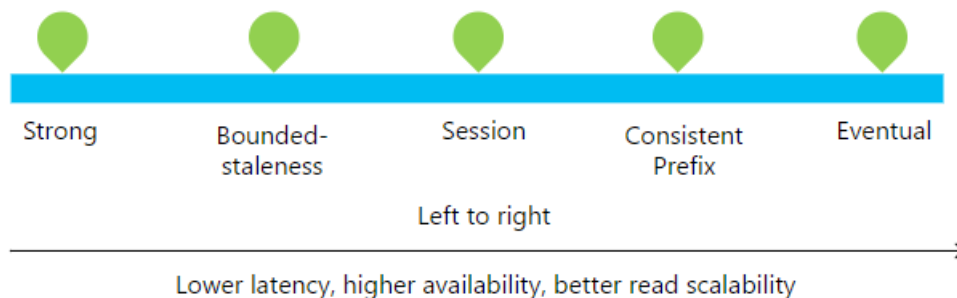 Strong
Bounded-
staleness
Session
Consistent
Prefix
Eventual
Left to right
Lower latency, higher availability, better read scalability